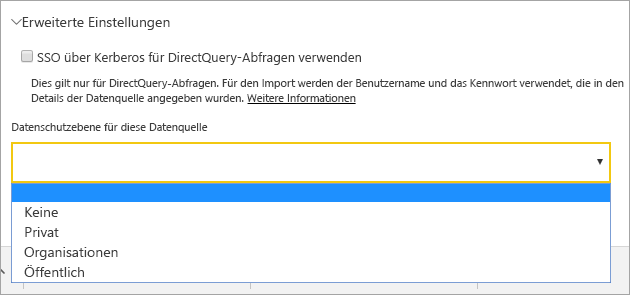 Erweiterte Einstellungen
SSO über Kerberos für DirectQuery-Abfragen verwenden
Dies gilt nur für DirectQuery-Abfragen. Für den Import werden der Benutzername und das Kennwort verwendet, die in den
Details der Datenquelle angegeben wurden. Weitere Informationen
Datenschutzebene für diese Datenquelle
Keine
Privat
Organisationen
Öffentlich